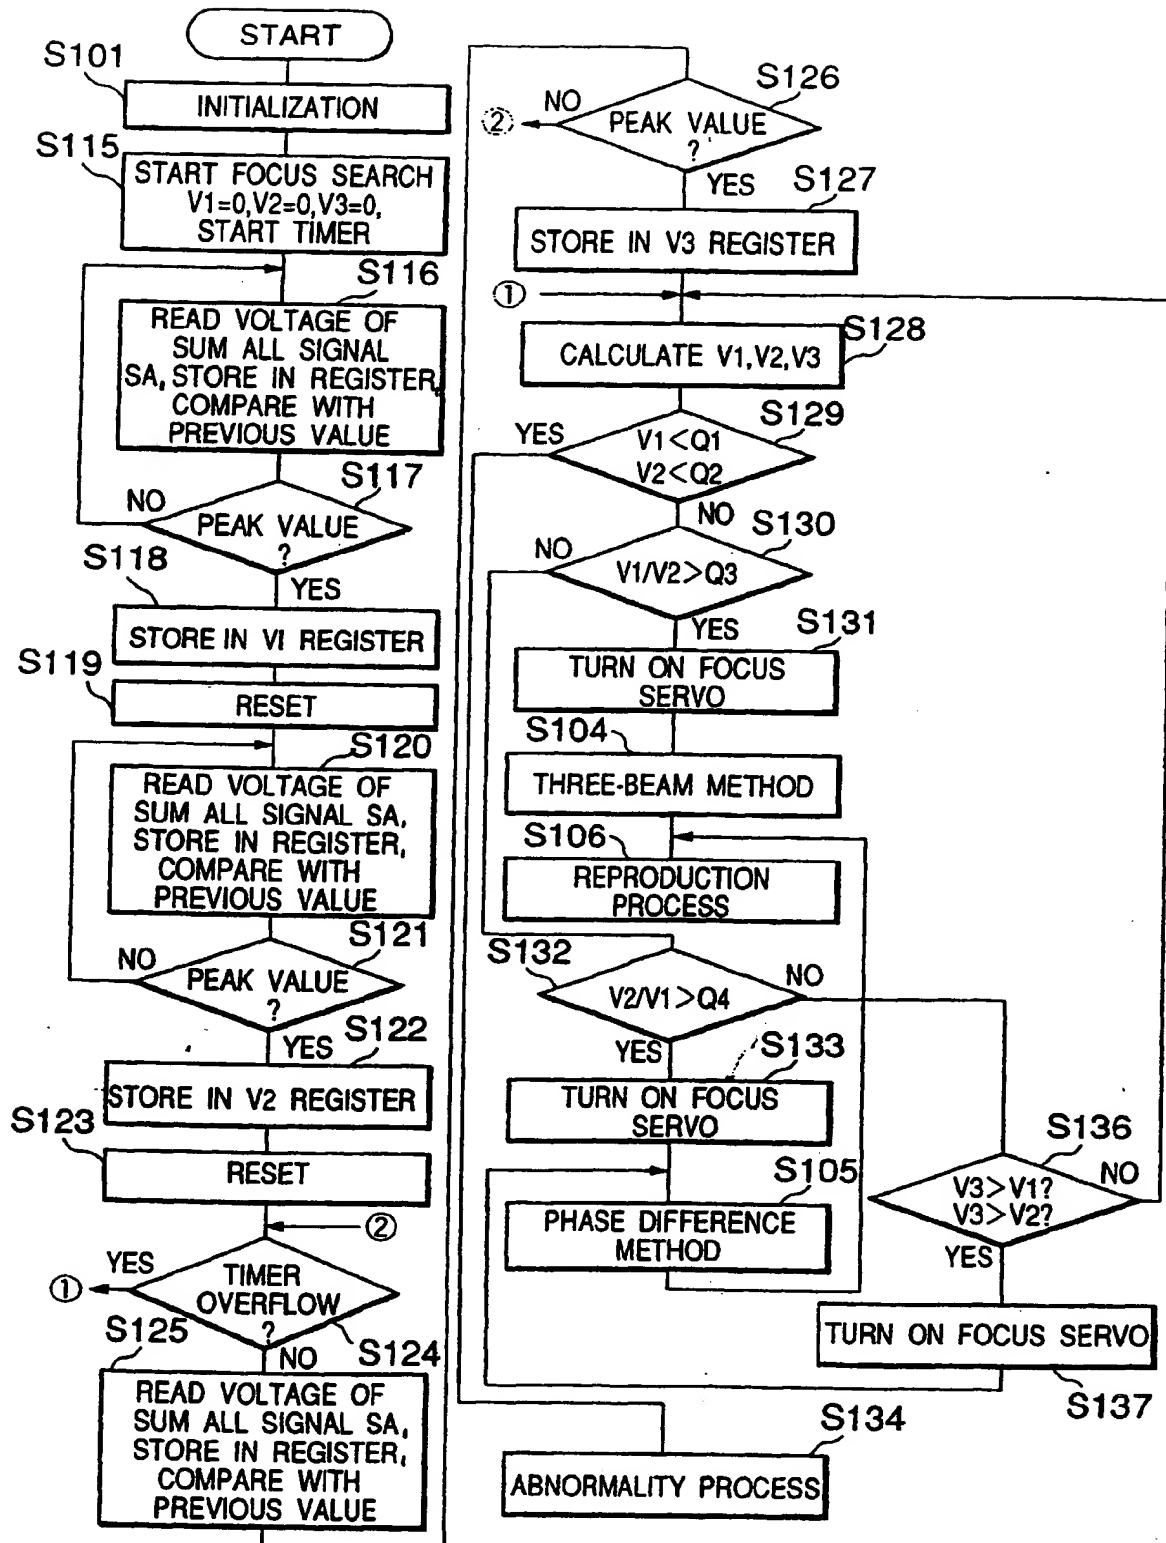 START
S101
INITIALIZATION
S115
START FOCUS SEARCH
V1=0,V2=0,V3=0,
START TIMER
S116
READ VOLTAGE OF
SUM ALL SIGNAL
SA, STORE IN REGISTER,
COMPARE WITH
PREVIOUS VALUE
S117
NO
PEAK VALUE
?
S118
YES
STORE IN V1 REGISTER
S119
RESET
S120
READ VOLTAGE OF
SUM ALL SIGNAL SA,
STORE IN REGISTER,
COMPARE WITH
PREVIOUS VALUE
S121
NO
PEAK VALUE
?
YES
S122
STORE IN V2 REGISTER
S123
RESET
②
YES
①
TIMER
OVERFLOW
?
S124
S125
NO
READ VOLTAGE OF
SUM ALL SIGNAL SA,
STORE IN REGISTER,
COMPARE WITH
PREVIOUS VALUE
S126
NO
②
PEAK VALUE
?
YES
S127
STORE IN V3 REGISTER
①
S128
CALCULATE V1,V2,V3
S129
YES
V1<Q1
V2<Q2
NO
S130
NO
V1/V2>Q3
YES
S131
TURN ON FOCUS
SERVO
S104
THREE-BEAM METHOD
S106
REPRODUCTION
PROCESS
S132
NO
V2/V1>Q4
YES
S133
TURN ON FOCUS
SERVO
S105
PHASE DIFFERENCE
METHOD
S136
NO
V3>V1?
V3>V2?
YES
TURN ON FOCUS SERVO
S137
S134
ABNORMALITY PROCESS